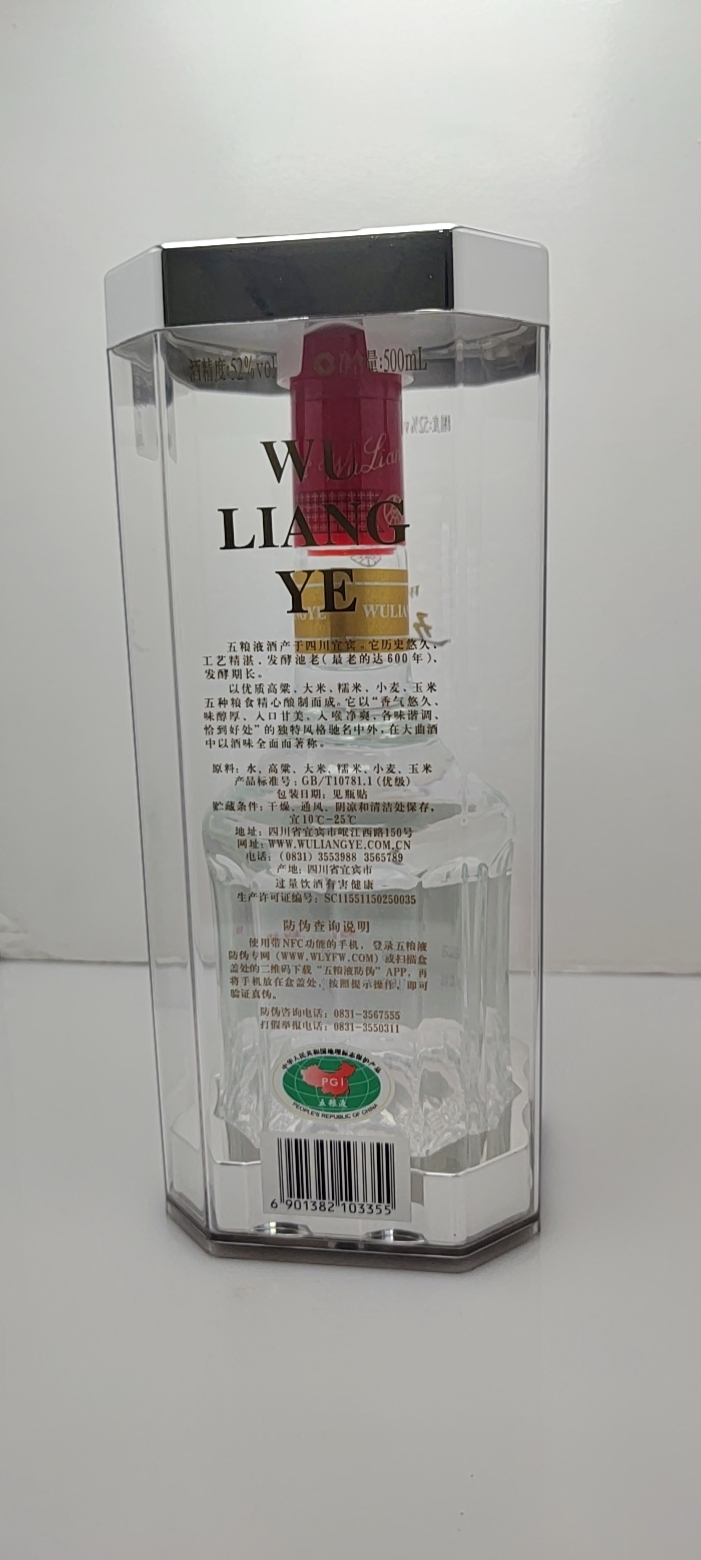 酒精度:52%vol 量:500mL
WU
LIANG
YE
WULIA
五粮液酒产于四川宜宾。它历史悠久、
工艺精湛、发酵池老(最老的达600年)、
发酵期长。
以优质高粱、大米、糯米、小麦、玉米
五种粮食精心酿制而成。它以“香气悠久、
味醇厚、入口甘美、入喉净爽、各味谐调、
恰到好处”的独特风格驰名中外,在大曲酒
中以酒味全面而著称。
原料:水、高粱、大米、糯米、小麦、玉米
产品标准号:GB/T10781.1(优级)
包装日期:见瓶贴
贮藏条件:干燥、通风、阴凉和清洁处保存,
宜10℃-25℃
地址:四川省宜宾市岷江西路150号
网址:WWW.WULIANGYE.COM.CN
电话:(0831) 3553988 3565789
产地:四川省宜宾市
过量饮酒有害健康
生产许可证编号:SC11551150250035
防伪查询说明
使用带NFC功能的手机,登录五粮液
防伪专网(WWW.WLYFW.COM)或扫描盒
盖处的二维码下载“五粮液防伪”APP,再
将手机放在盒盖处,按照提示操作,即可
验证真伪。
防伪咨询电话:0831-3567555
打假举报电话:0831-3550311
中华人民共和国地理标志保护产品
PGI
五粮液
PEOPLE'S REPUBLIC OF CHINA
6 901382 103355